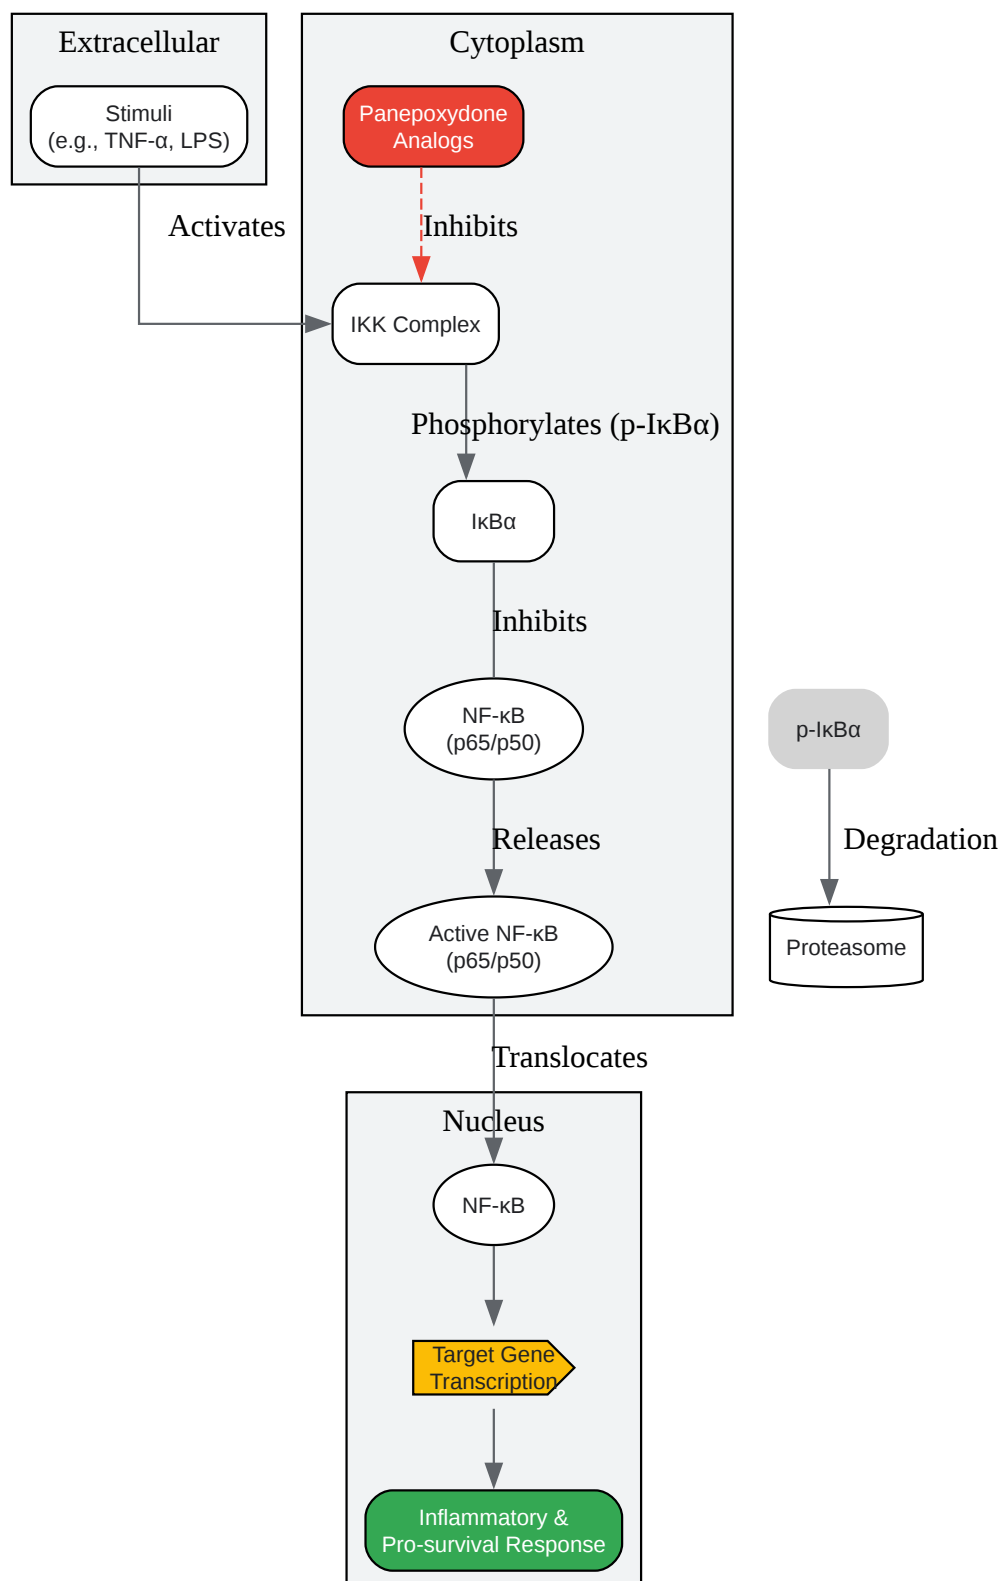 Extracellular
Cytoplasm
Stimuli
(e.g., TNF-α, LPS)
Panepoxydone
Analogs
Activates
Inhibits
IKK Complex
Phosphorylates (p-IκBα)
IκBα
Inhibits
NF-κB
(p65/p50)
p-IκBα
Releases
Degradation
Active NF-κB
(p65/p50)
Proteasome
Translocates
Nucleus
NF-κB
Target Gene
Transcription
Inflammatory &
Pro-survival Response